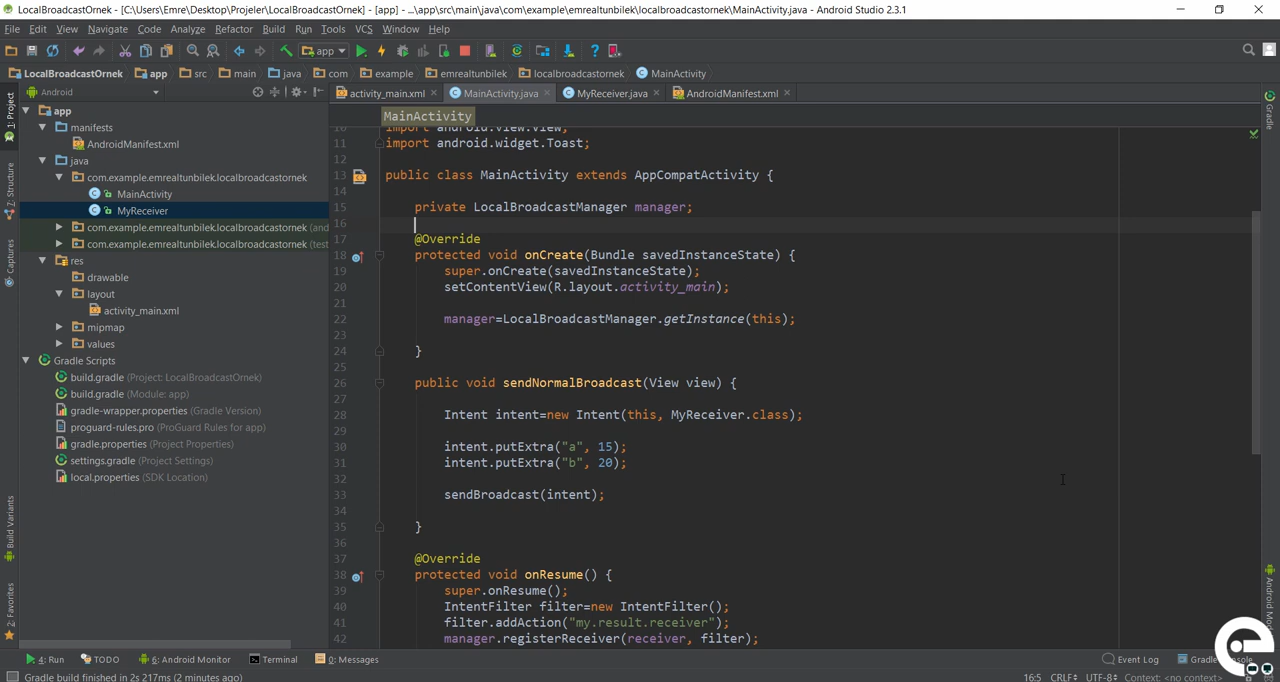 LocalBroadcastOrnek - [C:\Users\Emre\Desktop\Projeler\LocalBroadcastOrnek] - [app] - ...\app\src\main\java\com\example\emrealtunbilek\localbroadcastornek\MainActivity.java - Android Studio 2.3.1
File Edit View Navigate Code Analyze Refactor Build Run Tools VCS Window Help
app
LocalBroadcastOrnek app src main java com example emrealtunbilek localbroadcastornek MainActivity
Android
activity_main.xml MainActivity.java MyReceiver.java AndroidManifest.xml
MainActivity
1: Project
Z: Structure
Captures
Build Variants
2: Favorites
app
manifests
AndroidManifest.xml
java
com.example.emrealtunbilek.localbroadcastornek
MainActivity
MyReceiver
com.example.emrealtunbilek.localbroadcastornek (and
com.example.emrealtunbilek.localbroadcastornek (test
res
drawable
layout
activity_main.xml
mipmap
values
Gradle Scripts
build.gradle (Project: LocalBroadcastOrnek)
build.gradle (Module: app)
gradle-wrapper.properties (Gradle Version)
proguard-rules.pro (ProGuard Rules for app)
gradle.properties (Project Properties)
settings.gradle (Project Settings)
local.properties (SDK Location)
10 import android.view.View;
11 import android.widget.Toast;
12
13 public class MainActivity extends AppCompatActivity {
14
15 private LocalBroadcastManager manager;
16
17 @Override
18 protected void onCreate(Bundle savedInstanceState) {
19 super.onCreate(savedInstanceState);
20 setContentView(R.layout.activity_main);
21
22 manager=LocalBroadcastManager.getInstance(this);
23
24 }
25
26 public void sendNormalBroadcast(View view) {
27
28 Intent intent=new Intent(this, MyReceiver.class);
29
30 intent.putExtra("a", 15);
31 intent.putExtra("b", 20);
32
33 sendBroadcast(intent);
34
35 }
36
37 @Override
38 protected void onResume() {
39 super.onResume();
40 IntentFilter filter=new IntentFilter();
41 filter.addAction("my.result.receiver");
42 manager.registerReceiver(receiver, filter);
Gradle
4: Run TODO 6: Android Monitor Terminal 0: Messages Event Log
Gradle build finished in 2s 217ms (2 minutes ago) 16:5 CRLF UTF-8 Context: <no context>